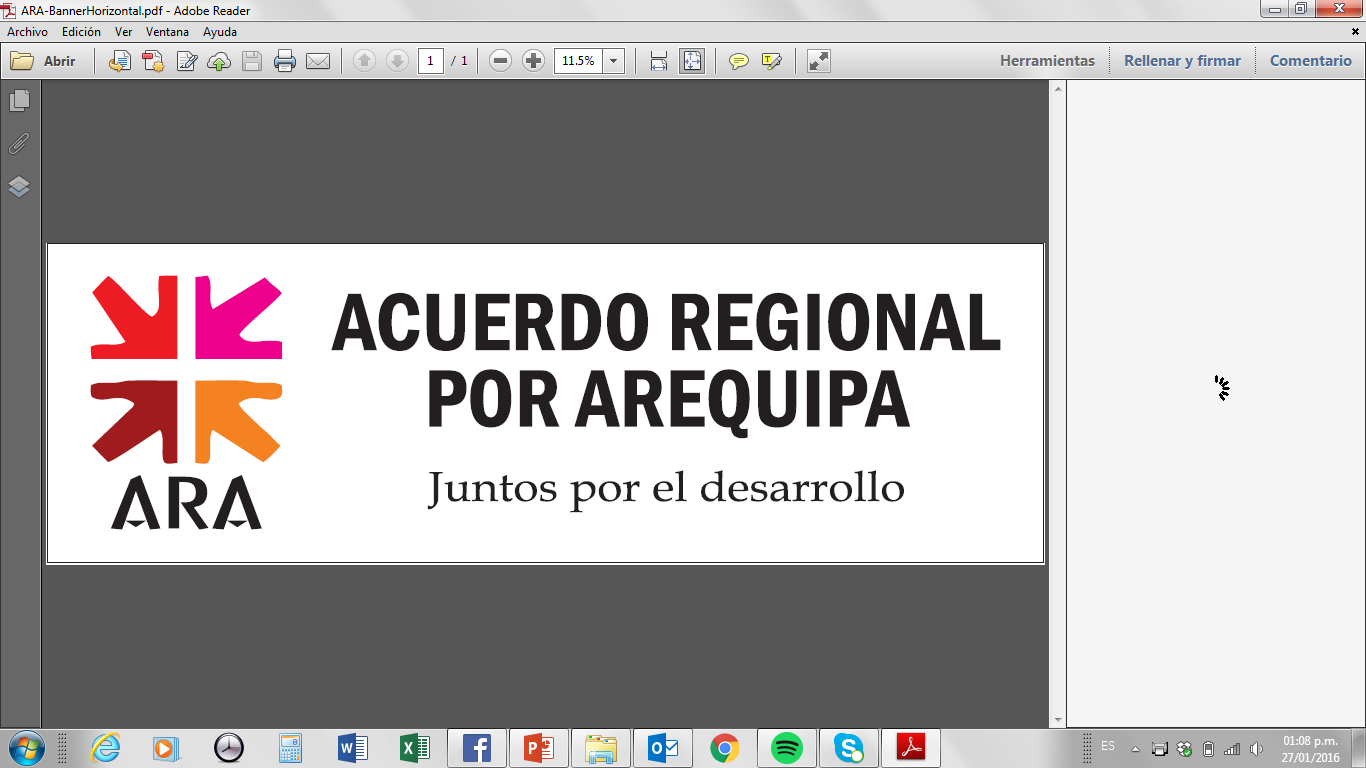 ARA-BannerHorizontal.pdf - Adobe Reader
Archivo Edición Ver Ventana Ayuda
Abrir 1 / 1 11.5% Herramientas Rellenar y firmar Comentario
ACUERDO REGIONAL
POR AREQUIPA
Juntos por el desarrollo
ARA
ES 01:08 p.m.
27/01/2016